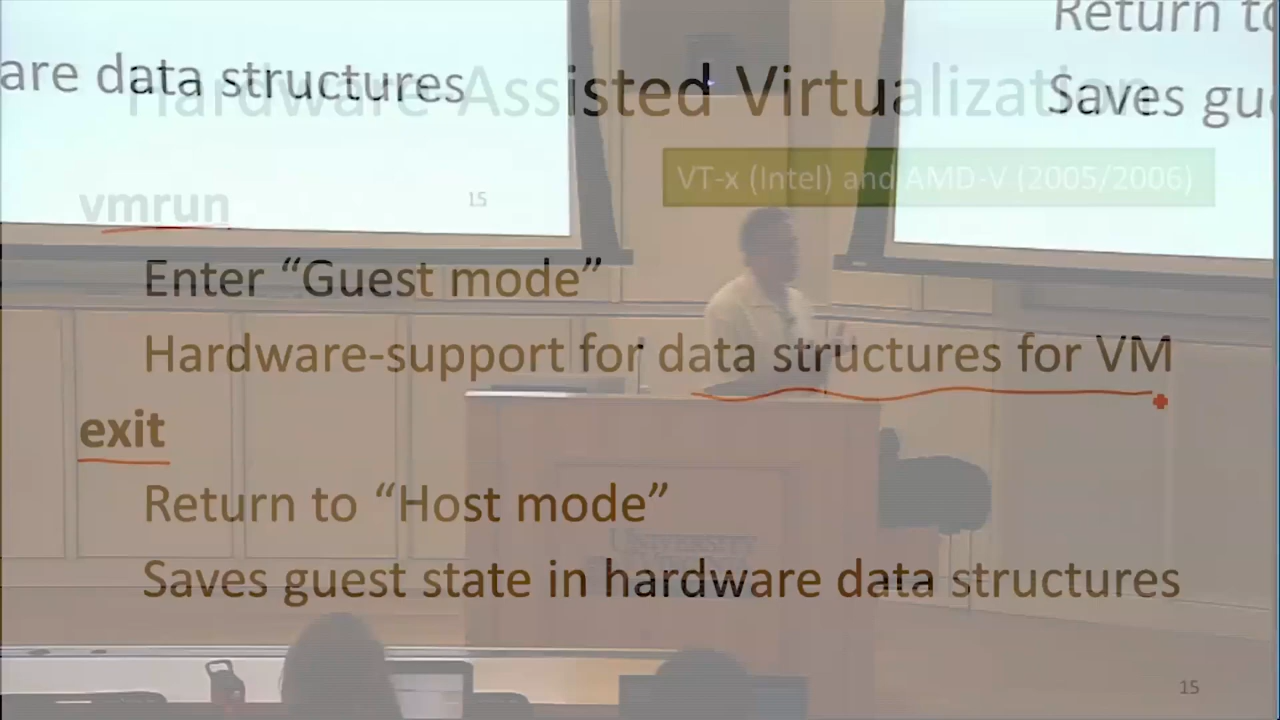 Hardware-Assisted Virtualization
VT-x (Intel) and AMD-V (2005/2006)
vmrun
Enter “Guest mode”
Hardware-support for data structures for VM
exit
Return to “Host mode”
Saves guest state in hardware data structures
15
are data structures
15
Return to
Saves gu
UNIVERSITY